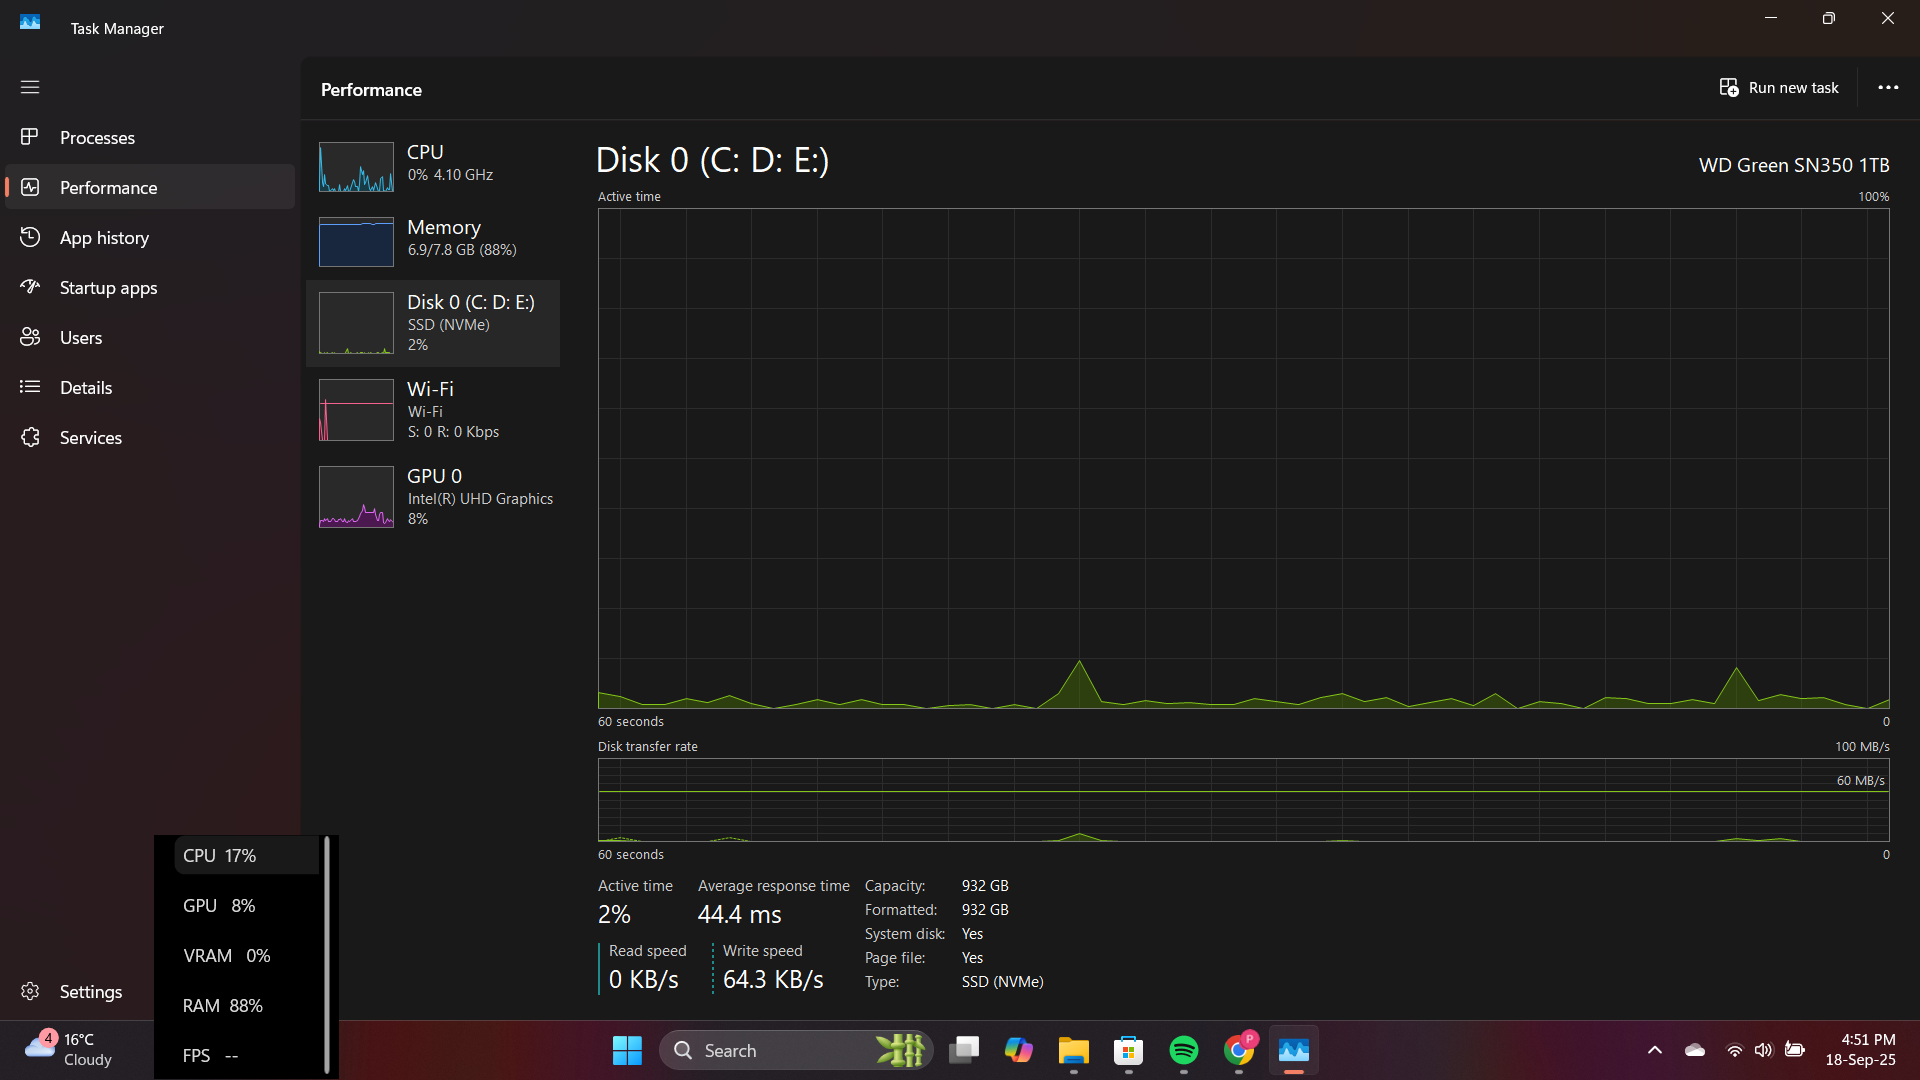 Task Manager
Performance
Run new task
Processes
Performance
App history
Startup apps
Users
Details
Services
Settings
CPU
0% 4.10 GHz
Memory
6.9/7.8 GB (88%)
Disk 0 (C: D: E:)
SSD (NVMe)
2%
Wi-Fi
Wi-Fi
S: 0 R: 0 Kbps
GPU 0
Intel(R) UHD Graphics
8%
Disk 0 (C: D: E:)
WD Green SN350 1TB
Active time
100%
60 seconds
0
Disk transfer rate
100 MB/s
60 MB/s
60 seconds
0
Active time
2%
Average response time
44.4 ms
Read speed
0 KB/s
Write speed
64.3 KB/s
Capacity: 932 GB
Formatted: 932 GB
System disk: Yes
Page file: Yes
Type: SSD (NVMe)
CPU 17%
GPU 8%
VRAM 0%
RAM 88%
FPS --
4
16°C
Cloudy
Search
P
4:51 PM
18-Sep-25